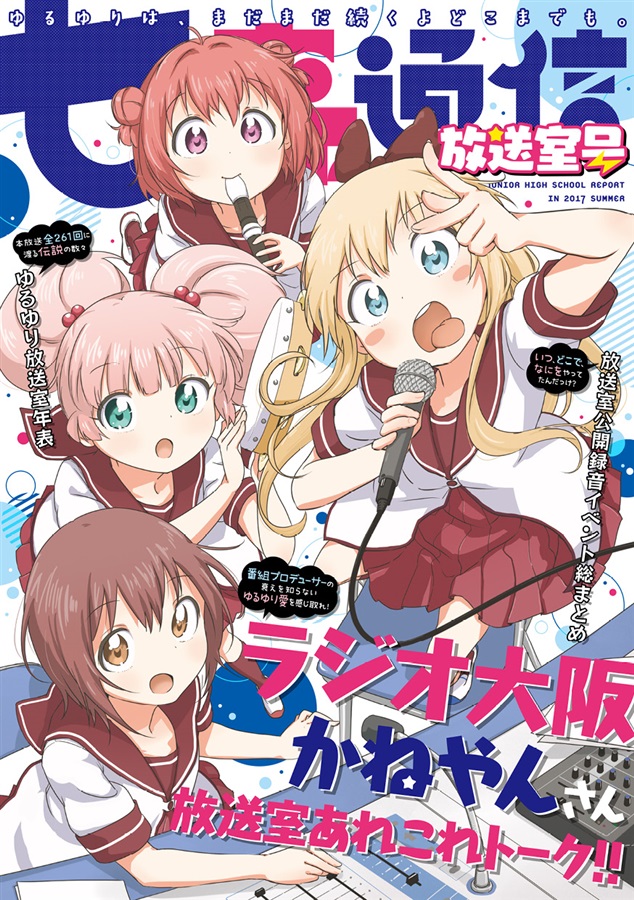 ゆるゆりは、まだまだ続くよどこまでも。
七森通信
放送室号
JUNIOR HIGH SCHOOL REPORT
IN 2017 SUMMER
本放送全261回に
渡る伝説の数々
ゆるゆり放送室年表
いつ、どこで、
なにをやって
たんだっけ?
放送室公開録音イベント総まとめ
番組プロデューサーの
衰えを知らない
ゆるゆり愛を感じ取れ!
ラジオ大阪
かねやんさん
放送室あれこれトーク!!